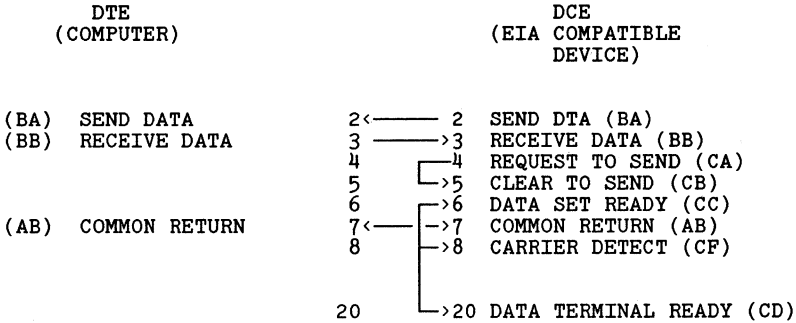 DTE DCE
(COMPUTER) (EIA COMPATIBLE
DEVICE)
(BA) SEND DATA 2<——— 2 SEND DTA (BA)
(BB) RECEIVE DATA 3 ———>3 RECEIVE DATA (BB)
4 4 REQUEST TO SEND (CA)
5 >5 CLEAR TO SEND (CB)
6 >6 DATA SET READY (CC)
(AB) COMMON RETURN 7<—— —>7 COMMON RETURN (AB)
8 >8 CARRIER DETECT (CF)
20 >20 DATA TERMINAL READY (CD)